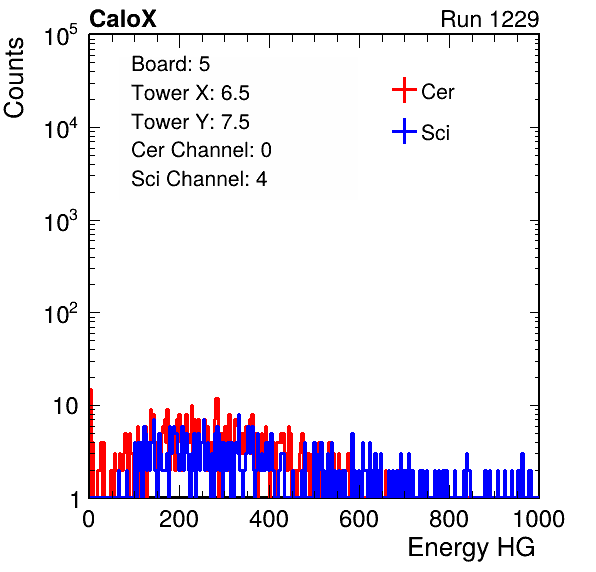 CaloX Run 1229
Counts
Board: 5
Tower X: 6.5
Tower Y: 7.5
Cer Channel: 0
Sci Channel: 4
Cer
Sci
10^5
10^4
10^3
10^2
10
1
0 200 400 600 800 1000
Energy HG